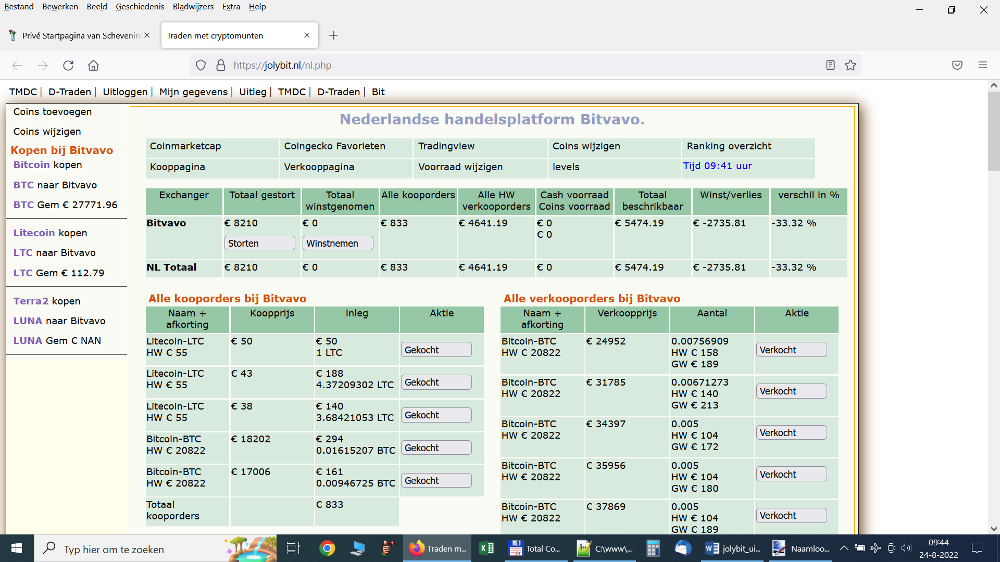 Bestand Bewerken Beeld Geschiedenis Bladwijzers Extra Help
Privé Startpagina van Schevening
Traden met cryptomunten
https://jolybit.nl/nl.php
TMDC | D-Traden | Uitloggen | Mijn gegevens | Uitleg | TMDC | D-Traden | Bit
Coins toevoegen
Coins wijzigen
Kopen bij Bitvavo
Bitcoin kopen
BTC naar Bitvavo
BTC Gem € 27771.96
Litecoin kopen
LTC naar Bitvavo
LTC Gem € 112.79
Terra2 kopen
LUNA naar Bitvavo
LUNA Gem € NAN
Nederlandse handelsplatform Bitvavo.
Coinmarketcap Coingecko Favorieten Tradingview Coins wijzigen Ranking overzicht
Kooppagina Verkooppagina Voorraad wijzigen levels Tijd 09:41 uur
Exchanger Totaal gestort Totaal winstgenomen Alle kooporders Alle HW verkooporders Cash voorraad Coins voorraad Totaal beschrikbaar Winst/verlies verschil in %
Bitvavo € 8210 € 0 € 833 € 4641.19 € 0 € 5474.19 € -2735.81 -33.32 %
€ 0
Storten Winstnemen
NL Totaal € 8210 € 0 € 833 € 4641.19 € 0 € 5474.19 € -2735.81 -33.32 %
Alle kooporders bij Bitvavo
Naam + afkorting Koopprijs inleg Aktie
Litecoin-LTC € 50 € 50
HW € 55 1 LTC Gekocht
Litecoin-LTC € 43 € 188
HW € 55 4.37209302 LTC Gekocht
Litecoin-LTC € 38 € 140
HW € 55 3.68421053 LTC Gekocht
Bitcoin-BTC € 18202 € 294
HW € 20822 0.01615207 BTC Gekocht
Bitcoin-BTC € 17006 € 161
HW € 20822 0.00946725 BTC Gekocht
Totaal € 833
kooporders
Alle verkooporders bij Bitvavo
Naam + afkorting Verkoopprijs Aantal Aktie
Bitcoin-BTC € 24952 0.00756909
HW € 20822 HW € 158 Verkocht
GW € 189
Bitcoin-BTC € 31785 0.00671273
HW € 20822 HW € 140 Verkocht
GW € 213
Bitcoin-BTC € 34397 0.005
HW € 20822 HW € 104 Verkocht
GW € 172
Bitcoin-BTC € 35956 0.005
HW € 20822 HW € 104 Verkocht
GW € 180
Bitcoin-BTC € 37869 0.005
HW € 20822 HW € 104 Verkocht
GW € 189
Typ hier om te zoeken
Traden m...
Total Co...
C:\www\...
jolybit_ui...
Naamloo...
09:44
24-8-2022